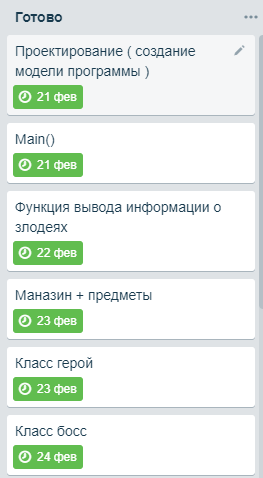 Готово
Проектирование ( создание
модели программы )
21 фев
Main()
21 фев
Функция вывода информации о
злодеях
22 фев
Маназин + предметы
23 фев
Класс герой
23 фев
Класс босс
24 фев